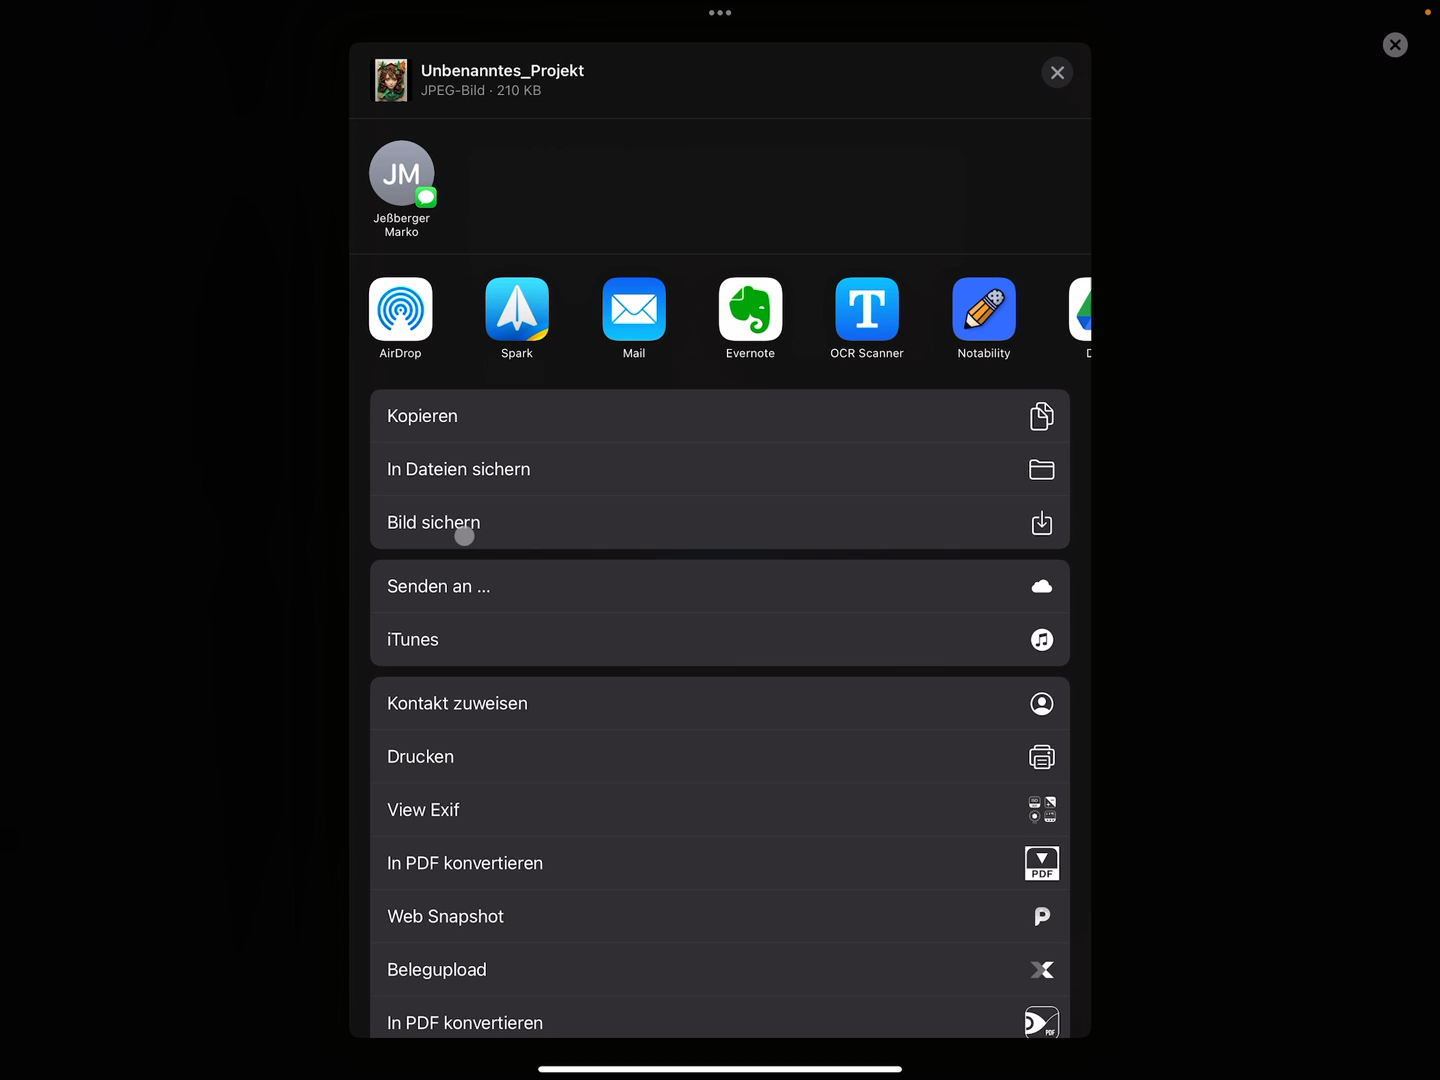 Unbenanntes_Projekt
JPEG-Bild · 210 KB
JM
Jeßberger
Marko
AirDrop
Spark
Mail
Evernote
T
OCR Scanner
Notability
D
Kopieren
In Dateien sichern
Bild sichern
Senden an ...
iTunes
Kontakt zuweisen
Drucken
View Exif
In PDF konvertieren
PDF
Web Snapshot
Belegupload
In PDF konvertieren
PDF